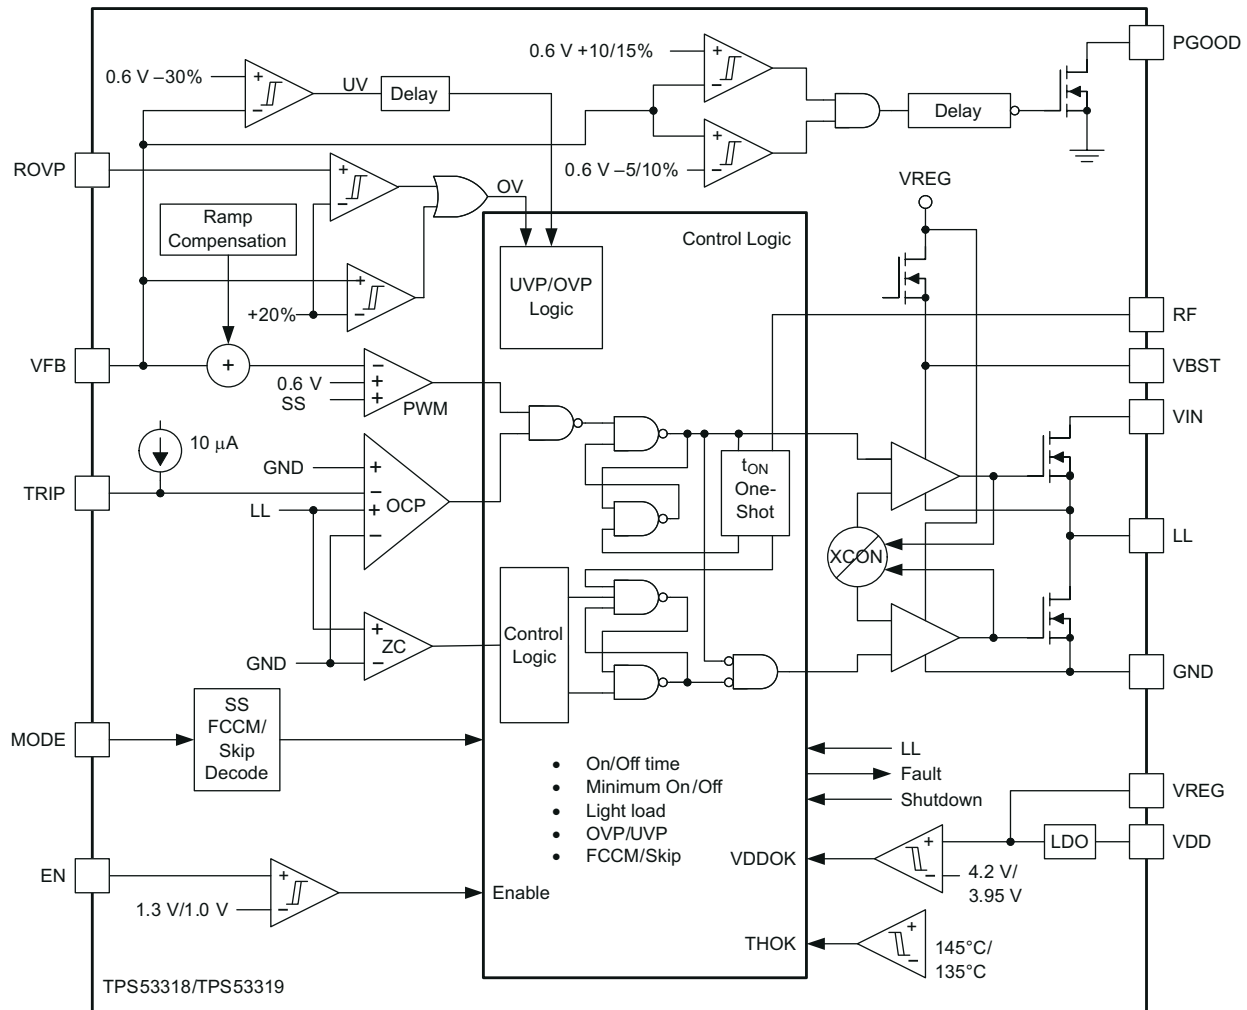 PGOOD
0.6 V +10/15%
0.6 V –30%
+
–
UV
Delay
+
–
Delay
+
–
0.6 V –5/10%
ROVP
+
–
OV
VREG
Ramp
Compensation
Control Logic
UVP/OVP
Logic
+
–
+20%
RF
VFB
+
–
+
+
0.6 V
SS
PWM
VBST
VIN
10 μA
GND
+
TRIP
–
OCP
LL
+
–
tON
One-
Shot
XCON
LL
Control
Logic
+
ZC
GND
–
GND
MODE
SS
FCCM/
Skip
Decode
• On/Off time
• Minimum On/Off
• Light load
• OVP/UVP
• FCCM/Skip
LL
Fault
Shutdown
VREG
VDD
LDO
VDDOK
+
–
4.2 V/
3.95 V
EN
+
–
1.3 V/1.0 V
Enable
THOK
+
–
145°C/
135°C
TPS53318/TPS53319